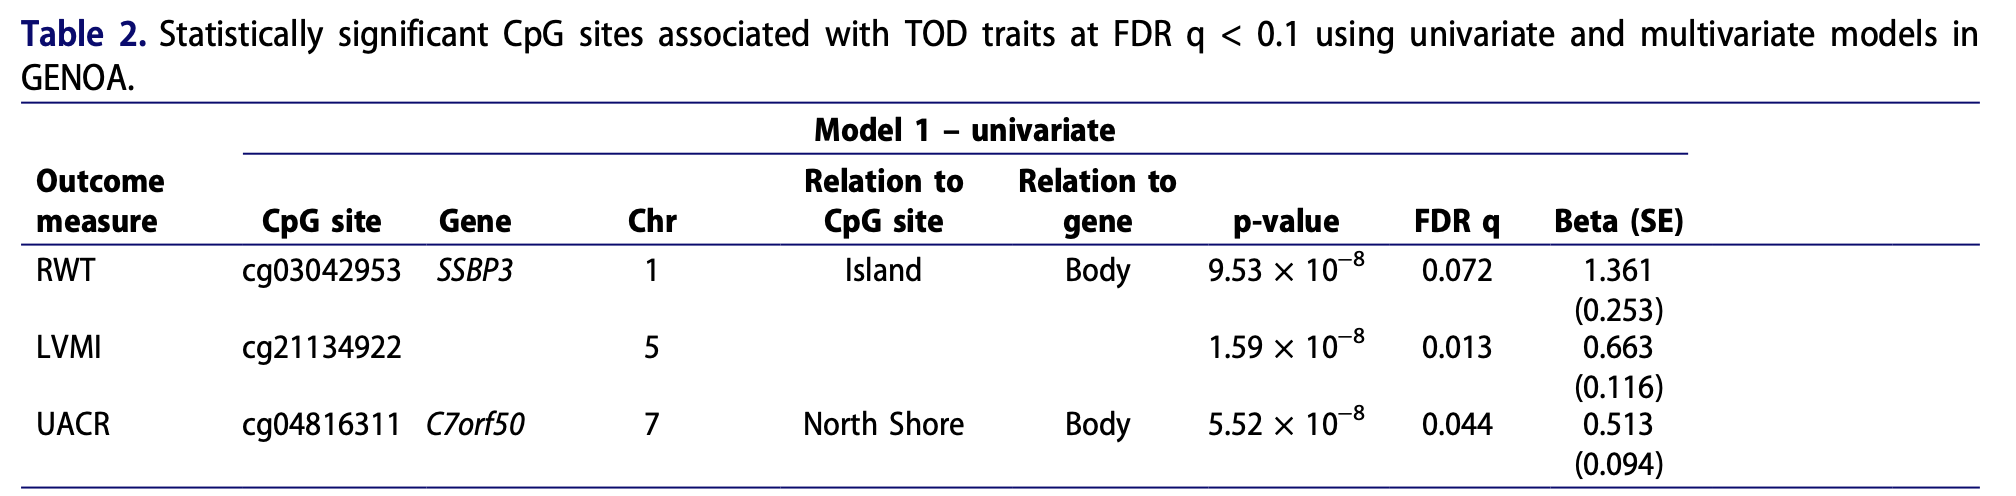 Table 2. Statistically significant CpG sites associated with TOD traits at FDR q < 0.1 using univariate and multivariate models in
GENOA.
Model 1 – univariate
Outcome measure CpG site Gene Chr Relation to CpG site Relation to gene p-value FDR q Beta (SE)
RWT cg03042953 SSBP3 1 Island Body 9.53 × 10⁻⁸ 0.072 1.361
(0.253)
LVMI cg21134922 5 1.59 × 10⁻⁸ 0.013 0.663
(0.116)
UACR cg04816311 C7orf50 7 North Shore Body 5.52 × 10⁻⁸ 0.044 0.513
(0.094)